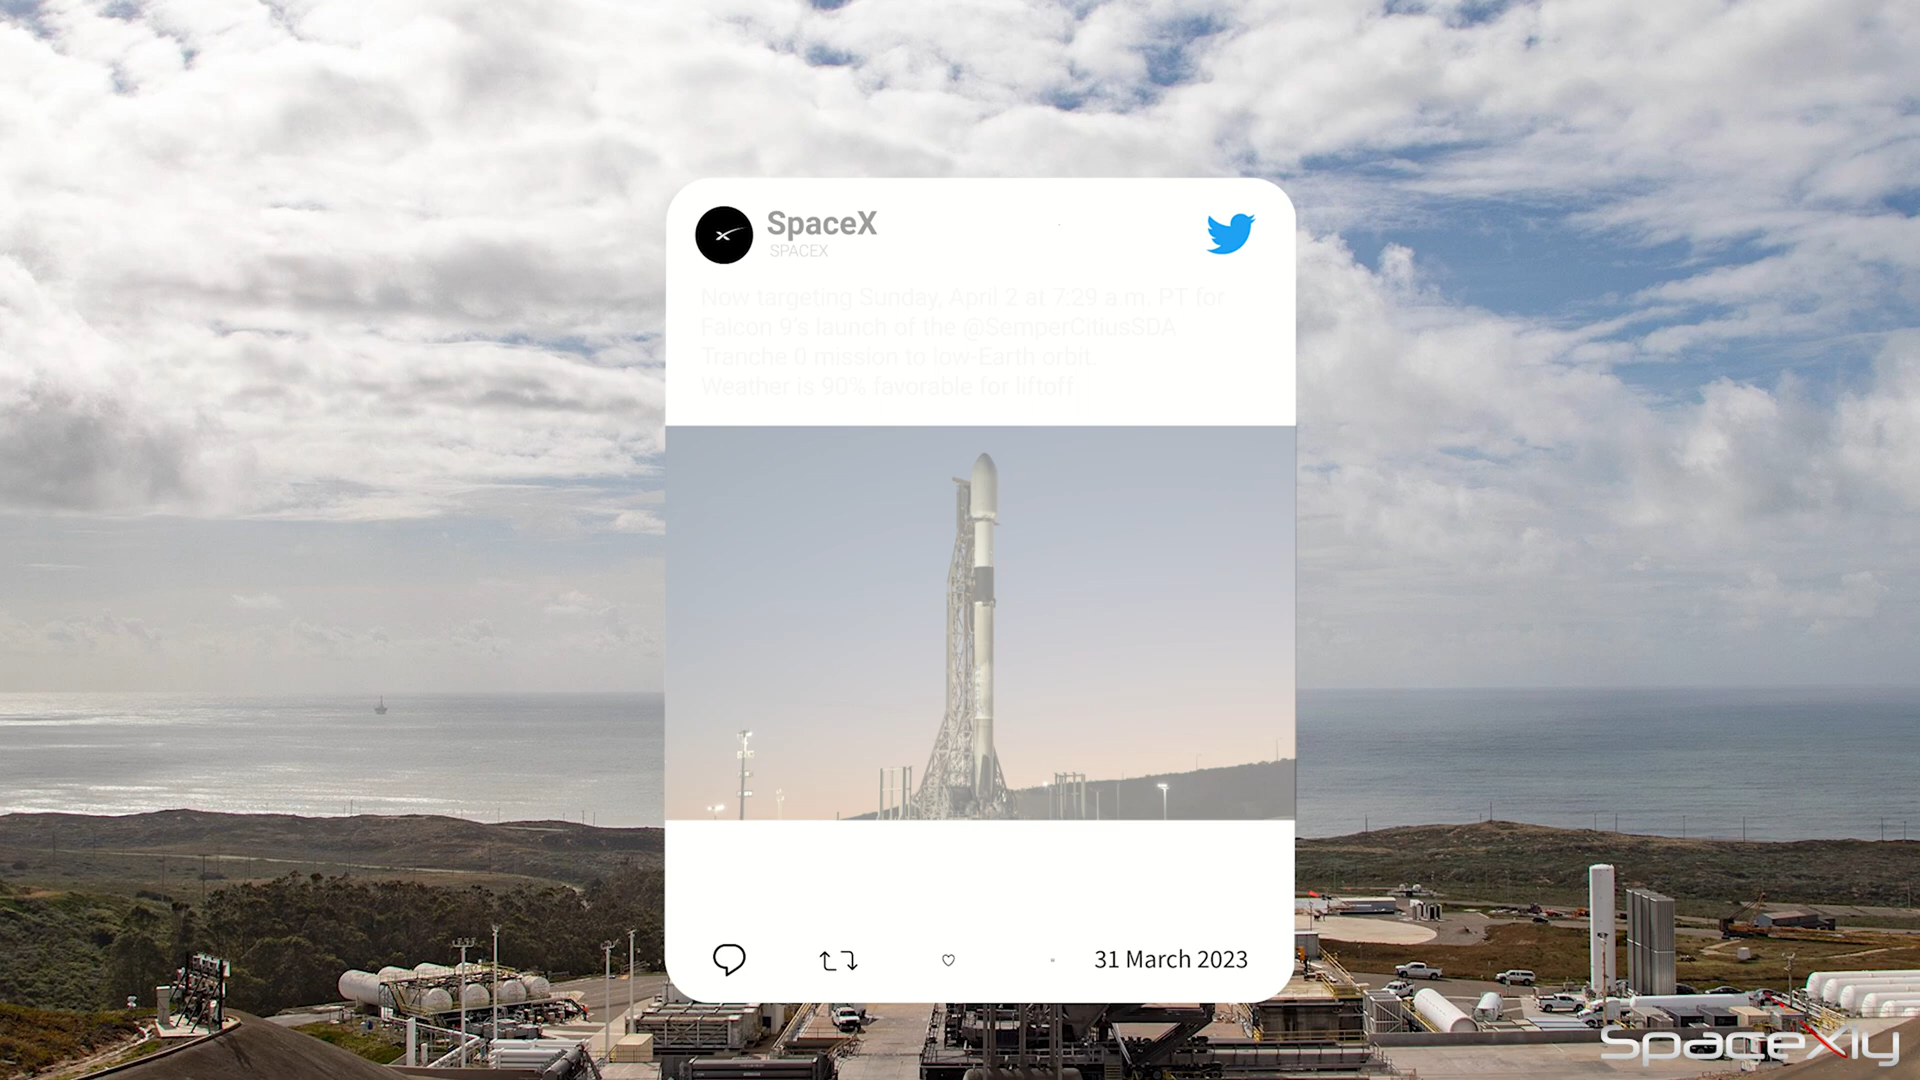 SpaceX
SPACEX
Now targeting Sunday, April 2 at 7:29 a.m. PT for
Falcon 9's launch of the @SemperCitiusSDA
Tranche 0 mission to low-Earth orbit.
Weather is 90% favorable for liftoff
31 March 2023
SpaceXly